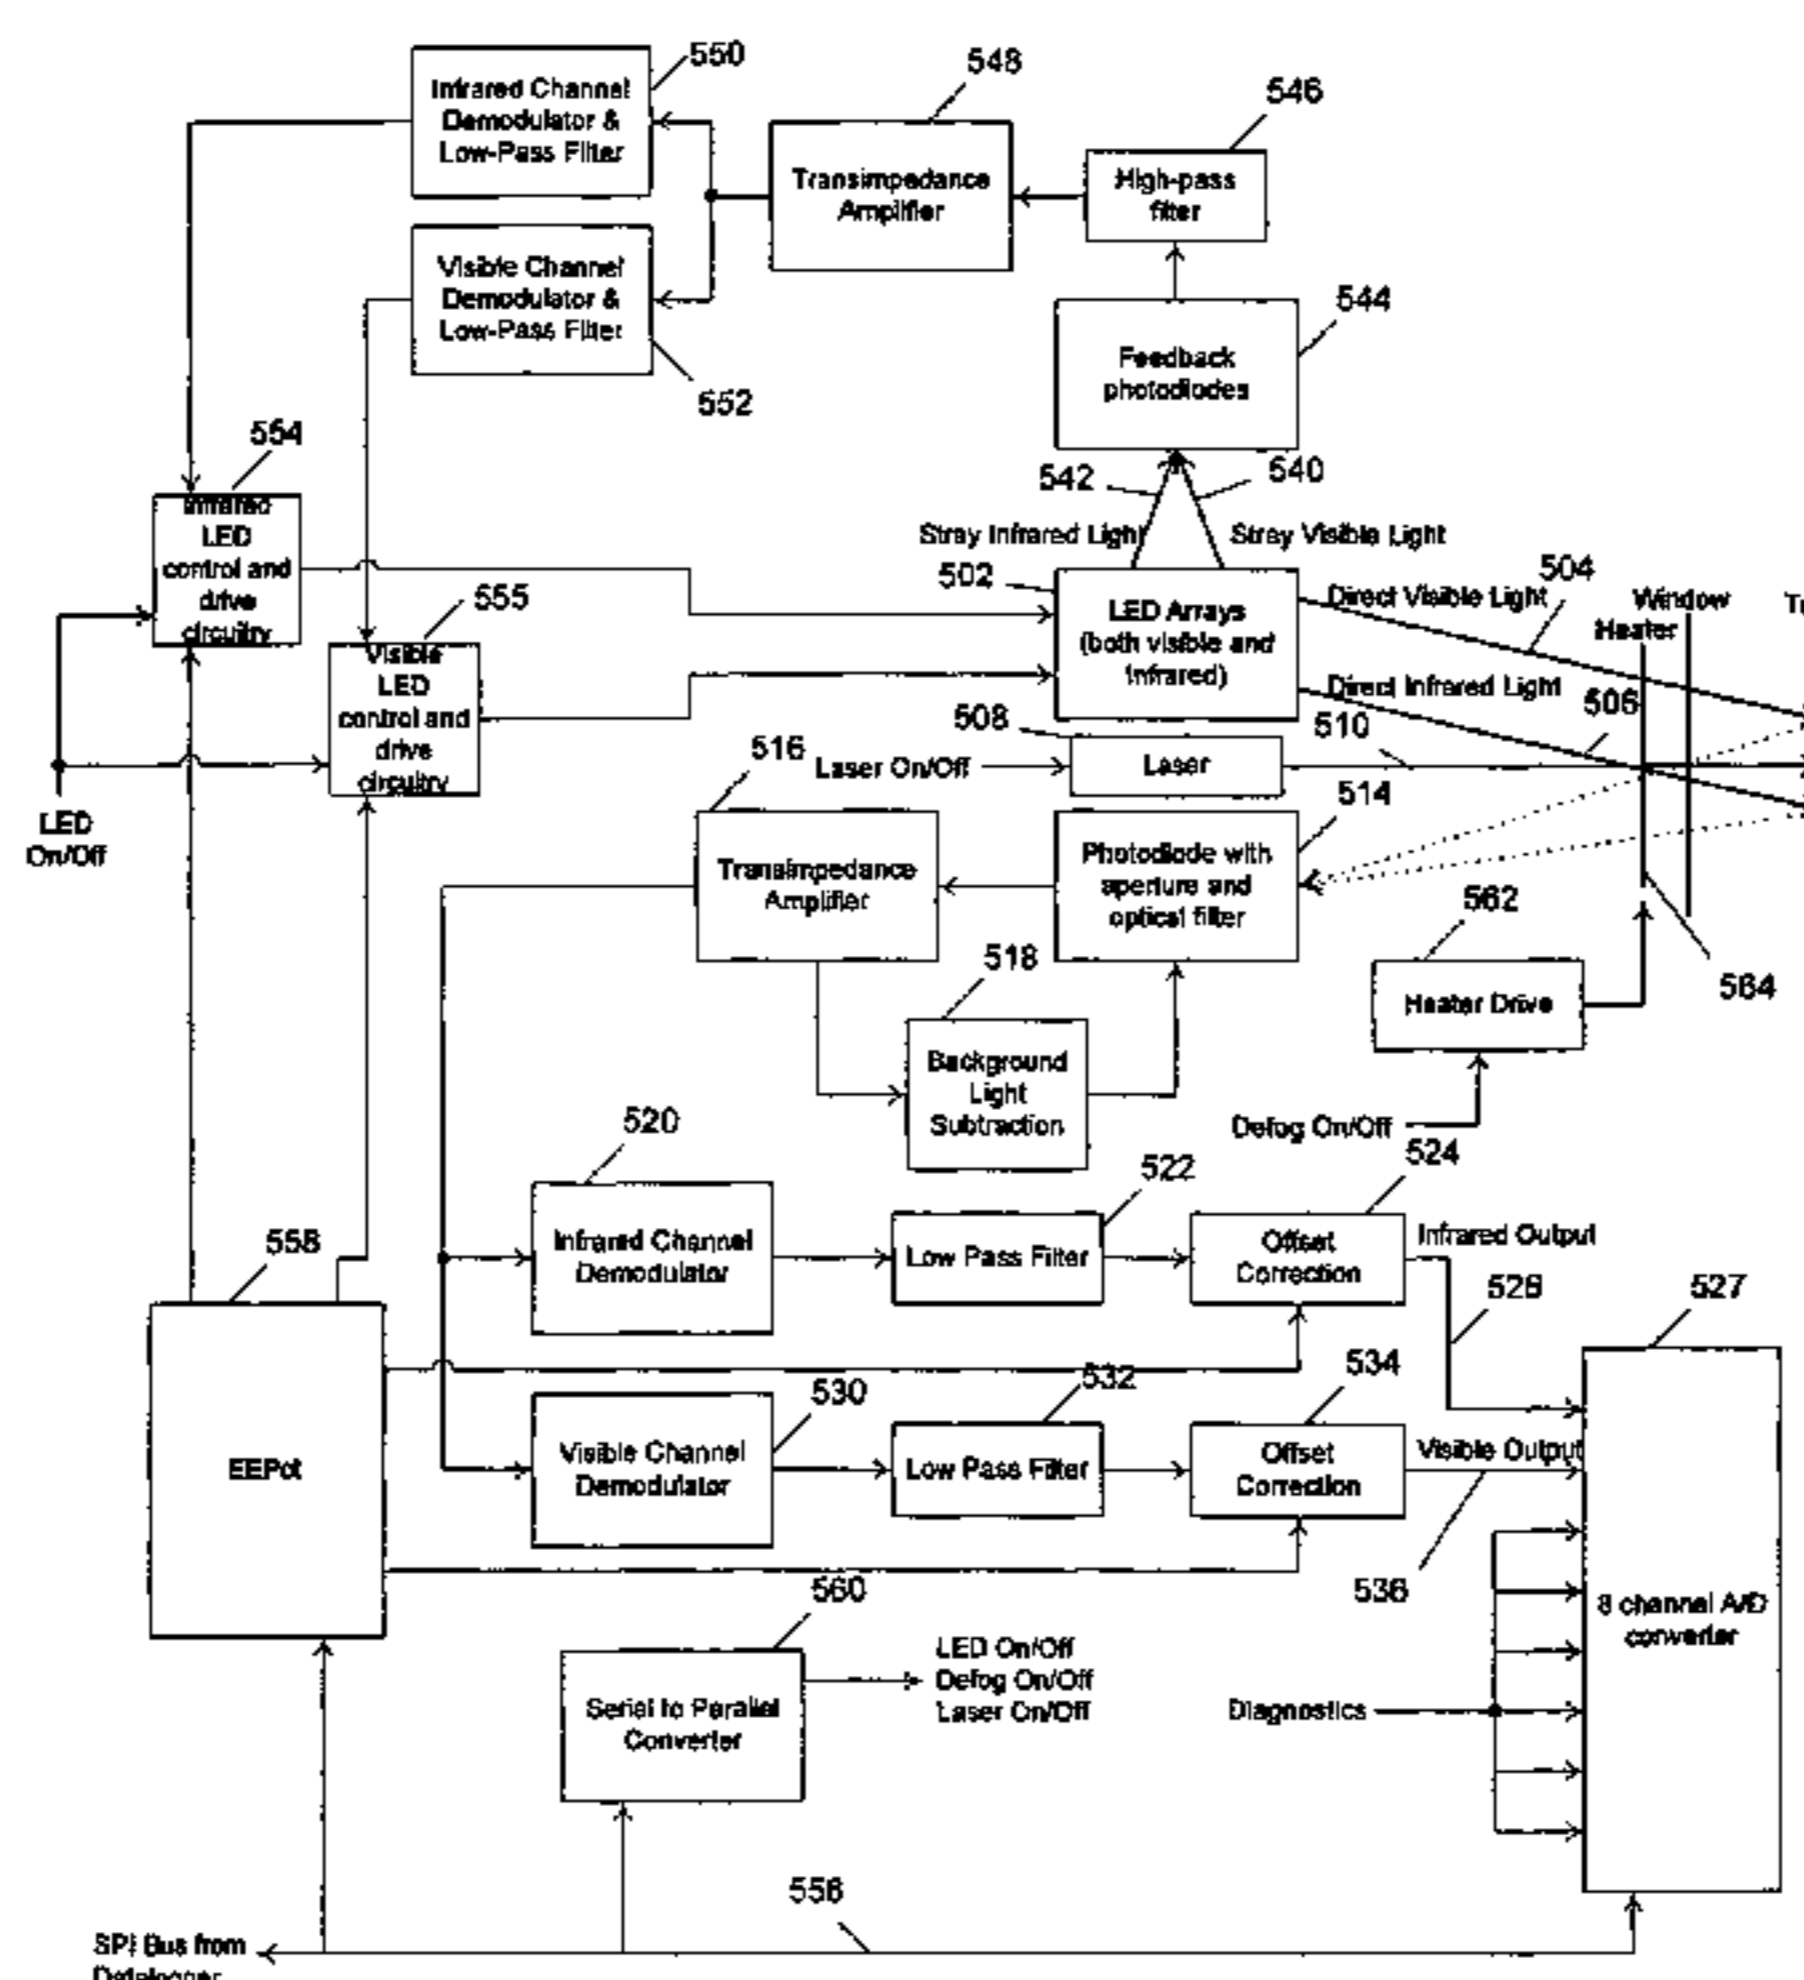 550
Infrared Channel
Demodulator &
Low-Pass Filter
548
Transimpedance
Amplifier
546
High-pass
filter
Visible Channel
Demodulator &
Low-Pass Filter
552
544
Feedback
photodiodes
554
Infrared
LED
control and
drive
circuitry
542
540
Stray Infrared Light
Stray Visible Light
502
LED Arrays
(both visible and
infrared)
504
Direct Visible Light
Window
Heater
555
Visible
LED
control and
drive
circuitry
Direct Infrared Light
506
508
510
516
Laser On/Off
Laser
514
LED
On/Off
Transimpedance
Amplifier
Photodiode with
aperture and
optical filter
562
518
564
Heater Drive
Background
Light
Subtraction
Defog On/Off
520
522
524
558
Infrared Channel
Demodulator
Low Pass Filter
Offset
Correction
Infrared Output
526
527
530
532
534
EEPot
Visible Channel
Demodulator
Low Pass Filter
Offset
Correction
Visible Output
536
560
8 channel A/D
converter
Serial to Parallel
Converter
LED On/Off
Defog On/Off
Laser On/Off
Diagnostics
556
SPI Bus from
Datalogger